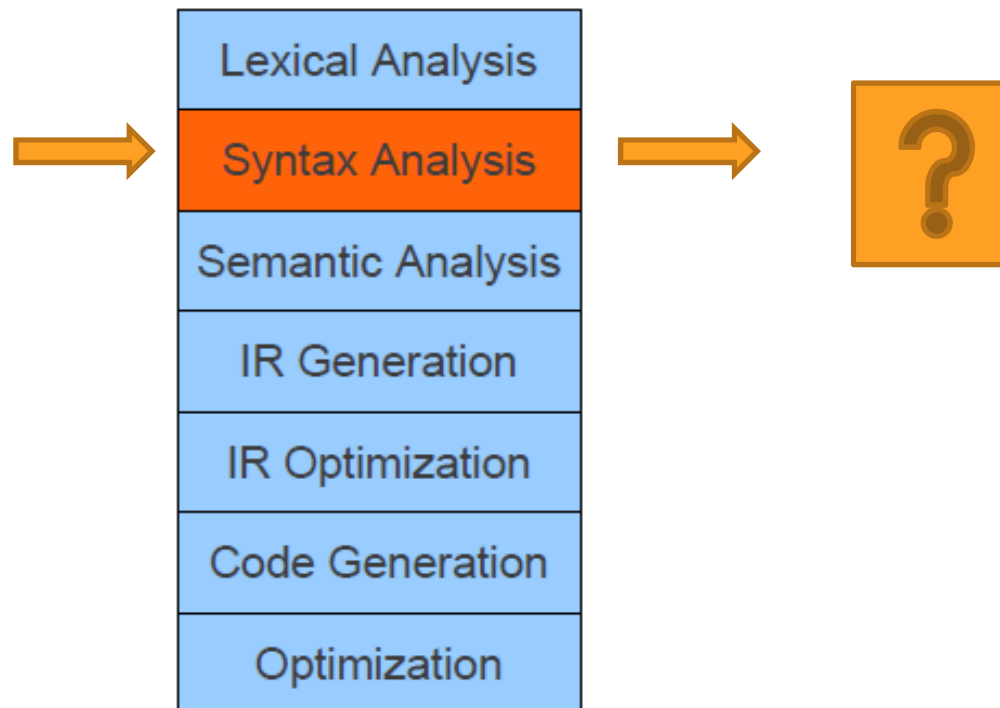 Lexical Analysis
Syntax Analysis
?
Semantic Analysis
IR Generation
IR Optimization
Code Generation
Optimization